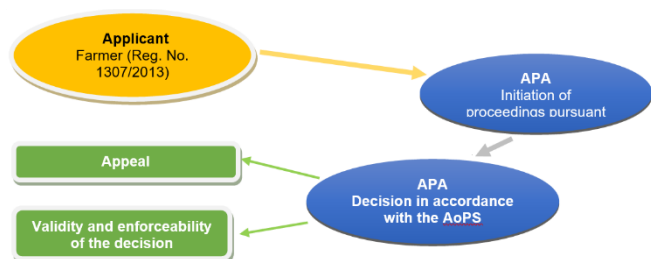 Applicant
Farmer (Reg. No.
1307/2013)
APA
Initiation of
proceedings pursuant
Appeal
APA
Decision in accordance
with the AoPS
Validity and enforceability
of the decision